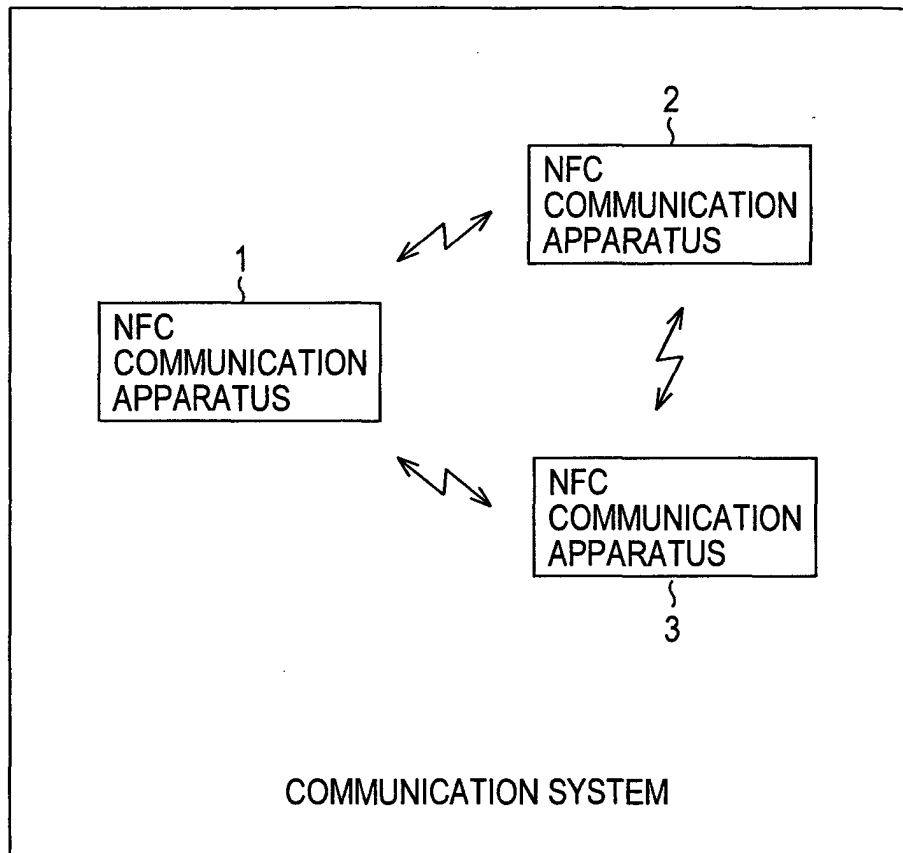 2
NFC
COMMUNICATION
APPARATUS
1
NFC
COMMUNICATION
APPARATUS
NFC
COMMUNICATION
APPARATUS
3
COMMUNICATION SYSTEM